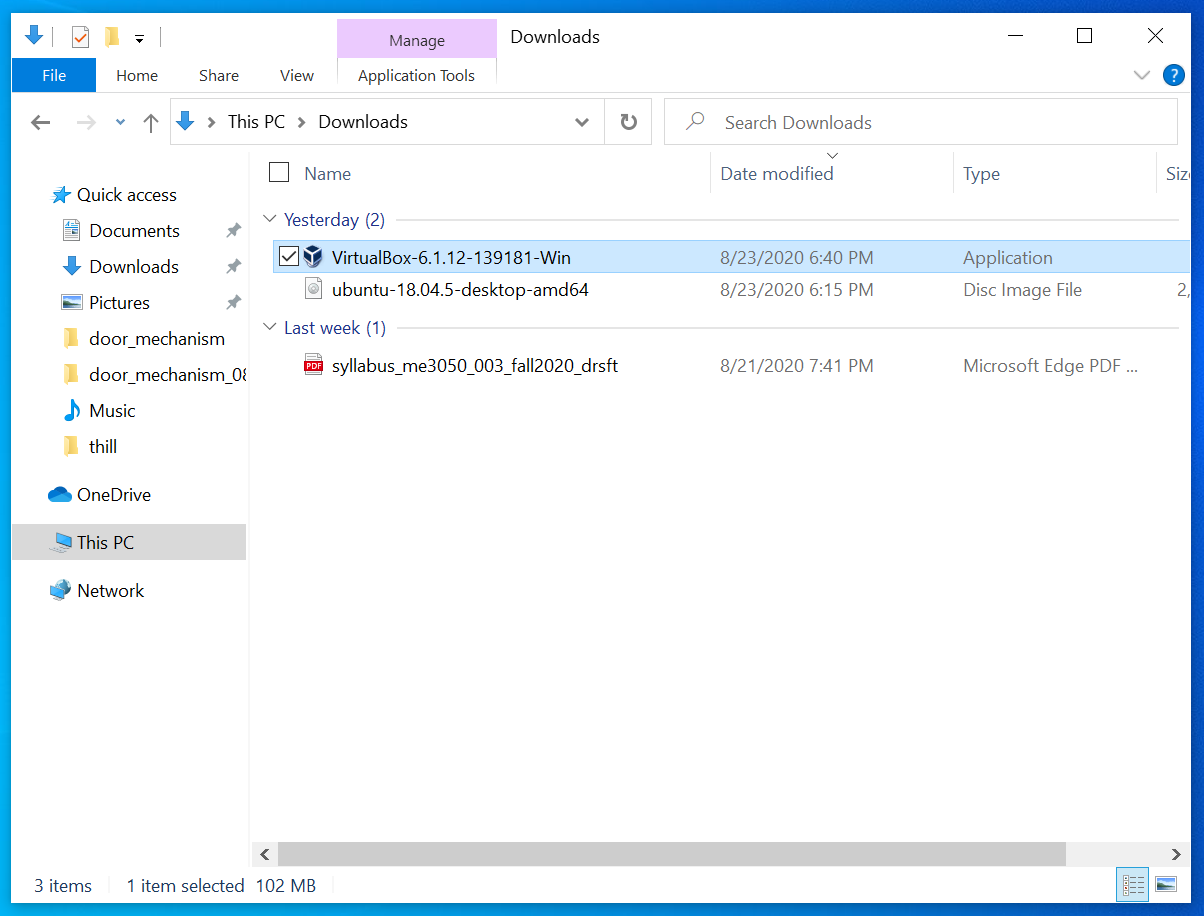 Manage Downloads
File Home Share View Application Tools ?
This PC Downloads Search Downloads
Name Date modified Type Siz
Quick access
Documents
Downloads
Pictures
door_mechanism
door_mechanism_08
Music
thill
OneDrive
This PC
Network
Yesterday (2)
VirtualBox-6.1.12-139181-Win 8/23/2020 6:40 PM Application
ubuntu-18.04.5-desktop-amd64 8/23/2020 6:15 PM Disc Image File 2,
Last week (1)
PDF syllabus_me3050_003_fall2020_drsft 8/21/2020 7:41 PM Microsoft Edge PDF ...
3 items 1 item selected 102 MB